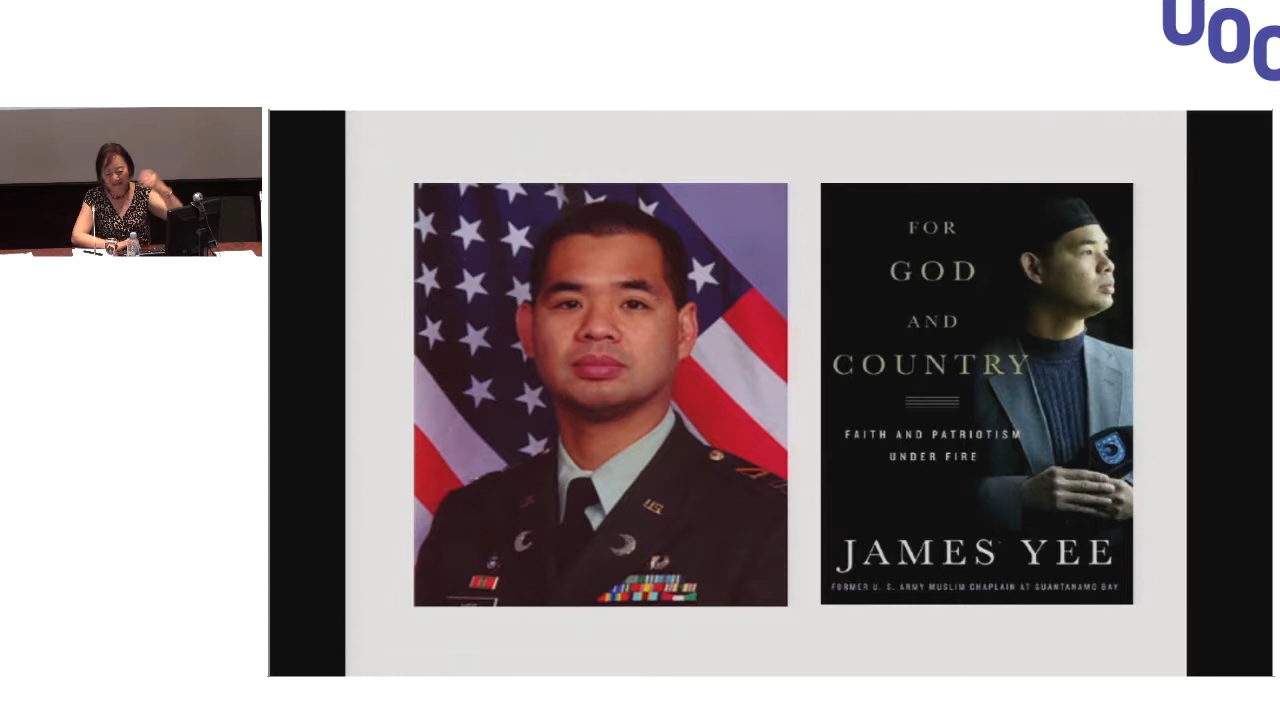 UOC
FOR
GOD
AND
COUNTRY
FAITH AND PATRIOTISM
UNDER FIRE
JAMES YEE
FORMER U. S. ARMY MUSLIM CHAPLAIN AT GUANTANAMO BAY
U.S.